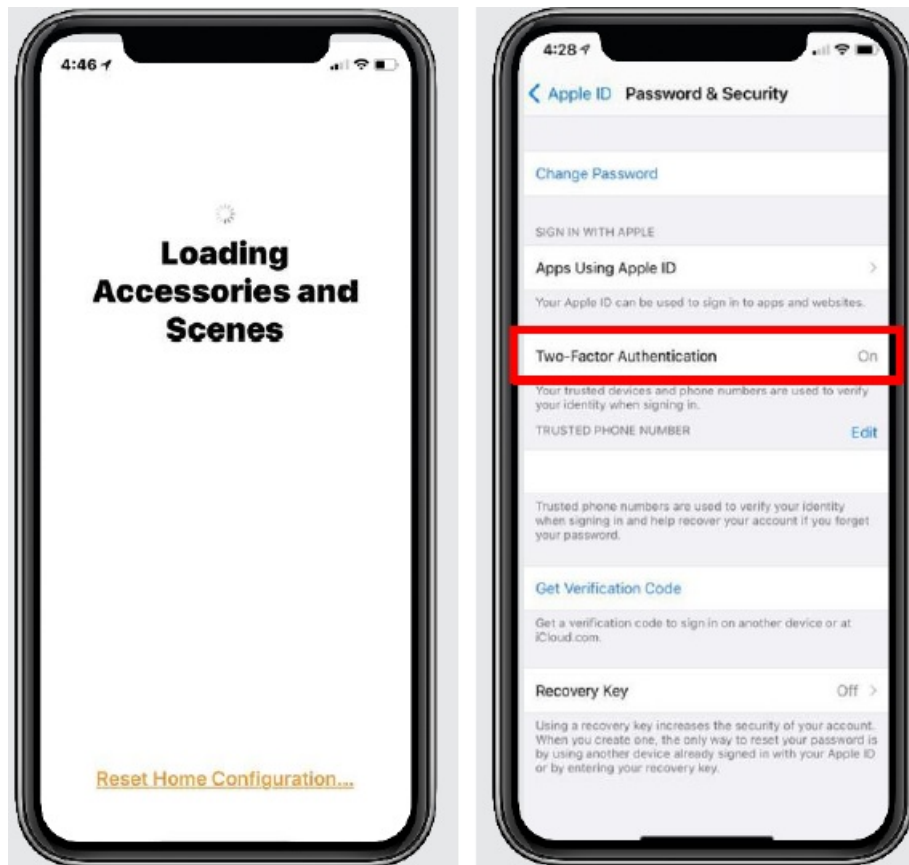 4:46
Loading
Accessories and
Scenes
Reset Home Configuration...
4:28
Apple ID Password & Security
Change Password
SIGN IN WITH APPLE
Apps Using Apple ID
Your Apple ID can be used to sign in to apps and websites.
Two-Factor Authentication On
Your trusted devices and phone numbers are used to verify
your identity when signing in.
TRUSTED PHONE NUMBER Edit
Trusted phone numbers are used to verify your identity
when signing in and help recover your account if you forget
your password.
Get Verification Code
Get a verification code to sign in on another device or at
iCloud.com.
Recovery Key Off
Using a recovery key increases the security of your account.
When you create one, the only way to reset your password is
by using another device already signed in with your Apple ID
or by entering your recovery key.